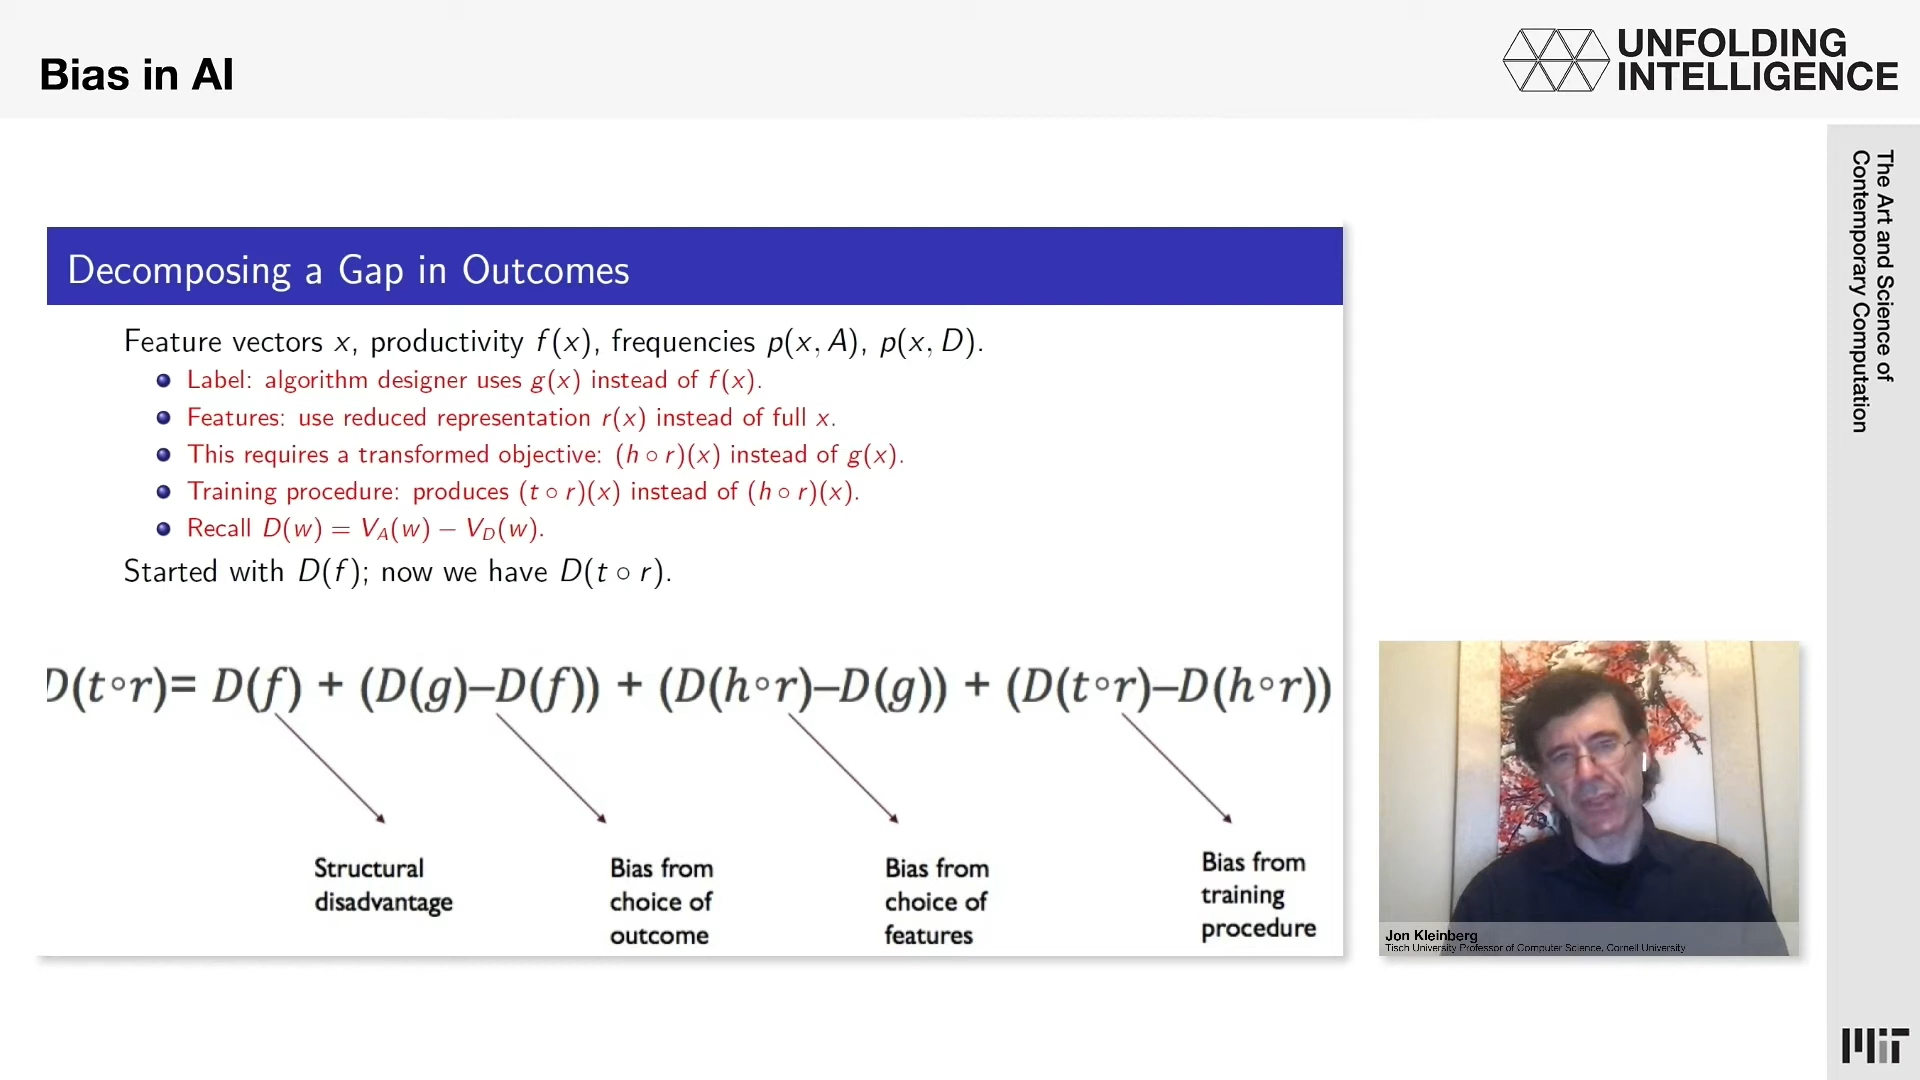 Bias in AI
UNFOLDING
INTELLIGENCE
The Art and Science of
Contemporary Computation
Decomposing a Gap in Outcomes
Feature vectors x, productivity f(x), frequencies p(x, A), p(x, D).
Label: algorithm designer uses g(x) instead of f(x).
Features: use reduced representation r(x) instead of full x.
This requires a transformed objective: (h ∘ r)(x) instead of g(x).
Training procedure: produces (t ∘ r)(x) instead of (h ∘ r)(x).
Recall D(w) = V_A(w) − V_D(w).
Started with D(f); now we have D(t ∘ r).
D(t∘r)= D(f) + (D(g)–D(f)) + (D(h∘r)–D(g)) + (D(t∘r)–D(h∘r))
Structural
disadvantage
Bias from
choice of
outcome
Bias from
choice of
features
Bias from
training
procedure
Jon Kleinberg
Tisch University Professor of Computer Science, Cornell University
MIT